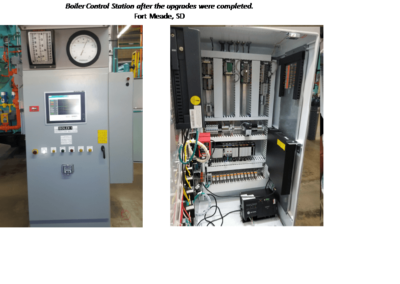 Boiler Control Station after the upgrades were completed.
Fort Meade, SD